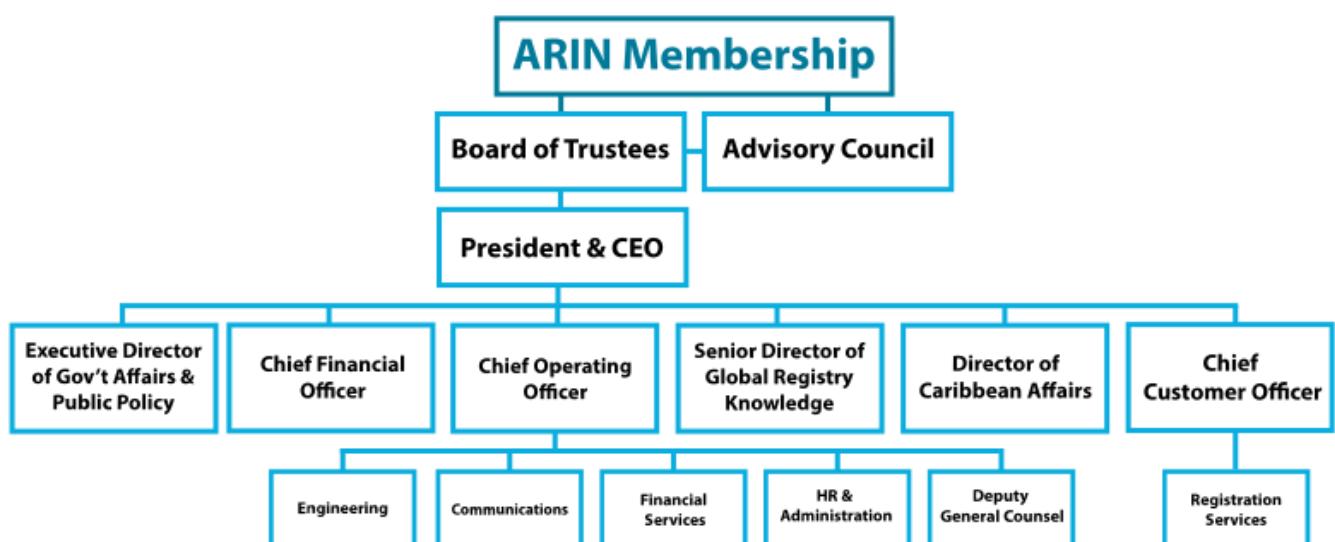 ARIN Membership
Board of Trustees
Advisory Council
President & CEO
Executive Director
of Gov't Affairs &
Public Policy
Chief Financial
Officer
Chief Operating
Officer
Senior Director of
Global Registry
Knowledge
Director of
Caribbean Affairs
Chief
Customer Officer
Engineering
Communications
Financial
Services
HR &
Administration
Deputy
General Counsel
Registration
Services